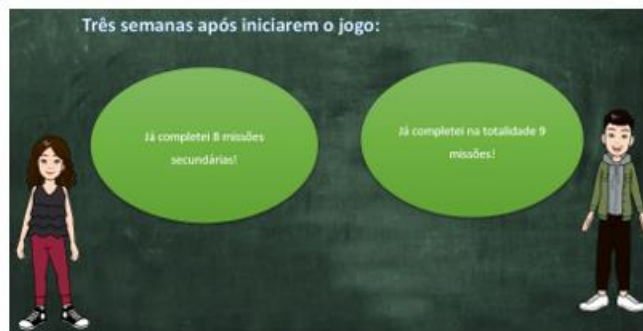 Três semanas após iniciarem o jogo:
Já completei 8 missões
secundárias!
Já completei na totalidade 9
missões!